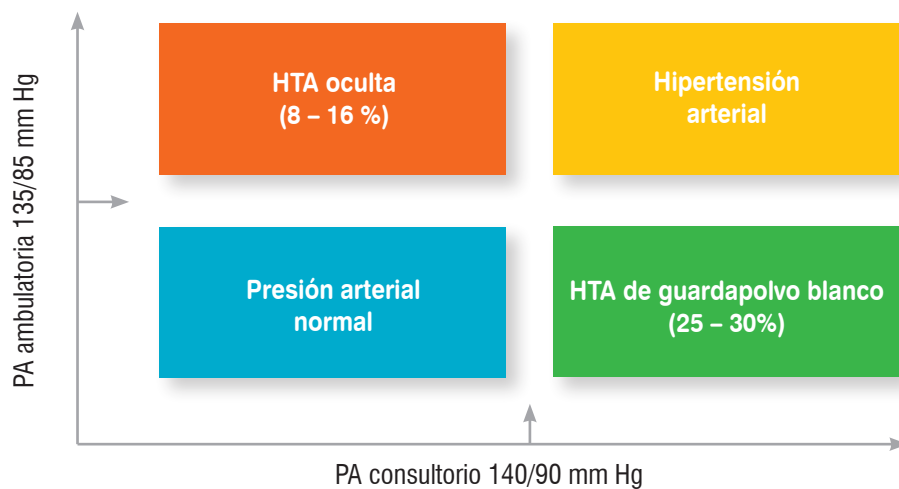 PA ambulatoria 135/85 mm Hg
HTA oculta
(8 – 16 %)
Hipertensión
arterial
Presión arterial
normal
HTA de guardapolvo blanco
(25 – 30%)
PA consultorio 140/90 mm Hg